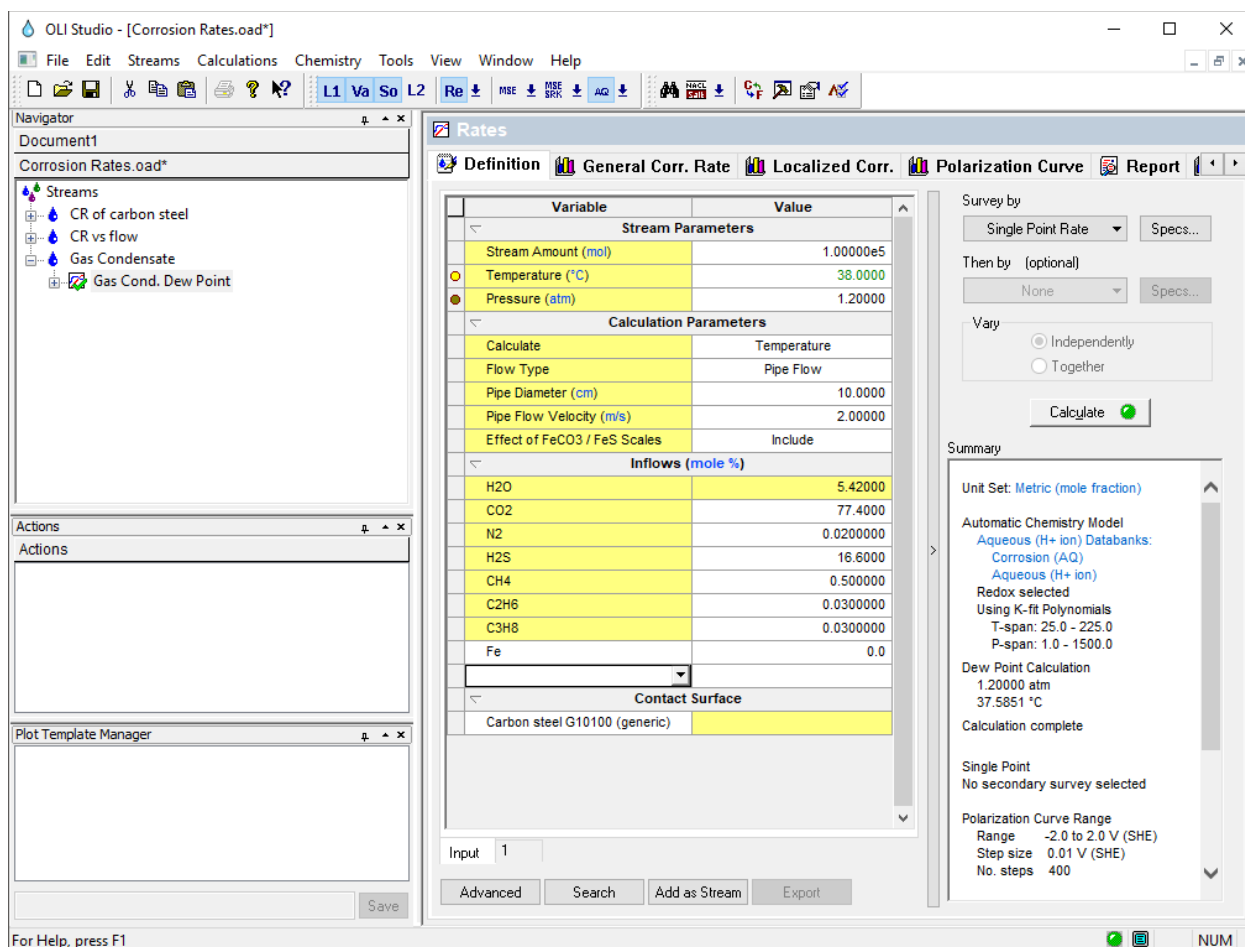 OLI Studio - [Corrosion Rates.oad*]
File Edit Streams Calculations Chemistry Tools View Window Help
L1 Va So L2 Re MSE MSE SRK AQ NACL Salt
Navigator
Document1
Corrosion Rates.oad*
Streams
CR of carbon steel
CR vs flow
Gas Condensate
Gas Cond. Dew Point
Actions
Actions
Plot Template Manager
Save
Rates
Definition General Corr. Rate Localized Corr. Polarization Curve Report
Variable Value
Stream Parameters
Stream Amount (mol) 1.00000e5
Temperature (°C) 38.0000
Pressure (atm) 1.20000
Calculation Parameters
Calculate Temperature
Flow Type Pipe Flow
Pipe Diameter (cm) 10.0000
Pipe Flow Velocity (m/s) 2.00000
Effect of FeCO3 / FeS Scales Include
Inflows (mole %)
H2O 5.42000
CO2 77.4000
N2 0.0200000
H2S 16.6000
CH4 0.500000
C2H6 0.0300000
C3H8 0.0300000
Fe 0.0
Contact Surface
Carbon steel G10100 (generic)
Input 1
Advanced Search Add as Stream Export
Survey by
Single Point Rate Specs...
Then by (optional)
None Specs...
Vary
Independently
Together
Calculate
Summary
Unit Set: Metric (mole fraction)
Automatic Chemistry Model
Aqueous (H+ ion) Databanks:
Corrosion (AQ)
Aqueous (H+ ion)
Redox selected
Using K-fit Polynomials
T-span: 25.0 - 225.0
P-span: 1.0 - 1500.0
Dew Point Calculation
1.20000 atm
37.5851 °C
Calculation complete
Single Point
No secondary survey selected
Polarization Curve Range
Range -2.0 to 2.0 V (SHE)
Step size 0.01 V (SHE)
No. steps 400
For Help, press F1
NUM